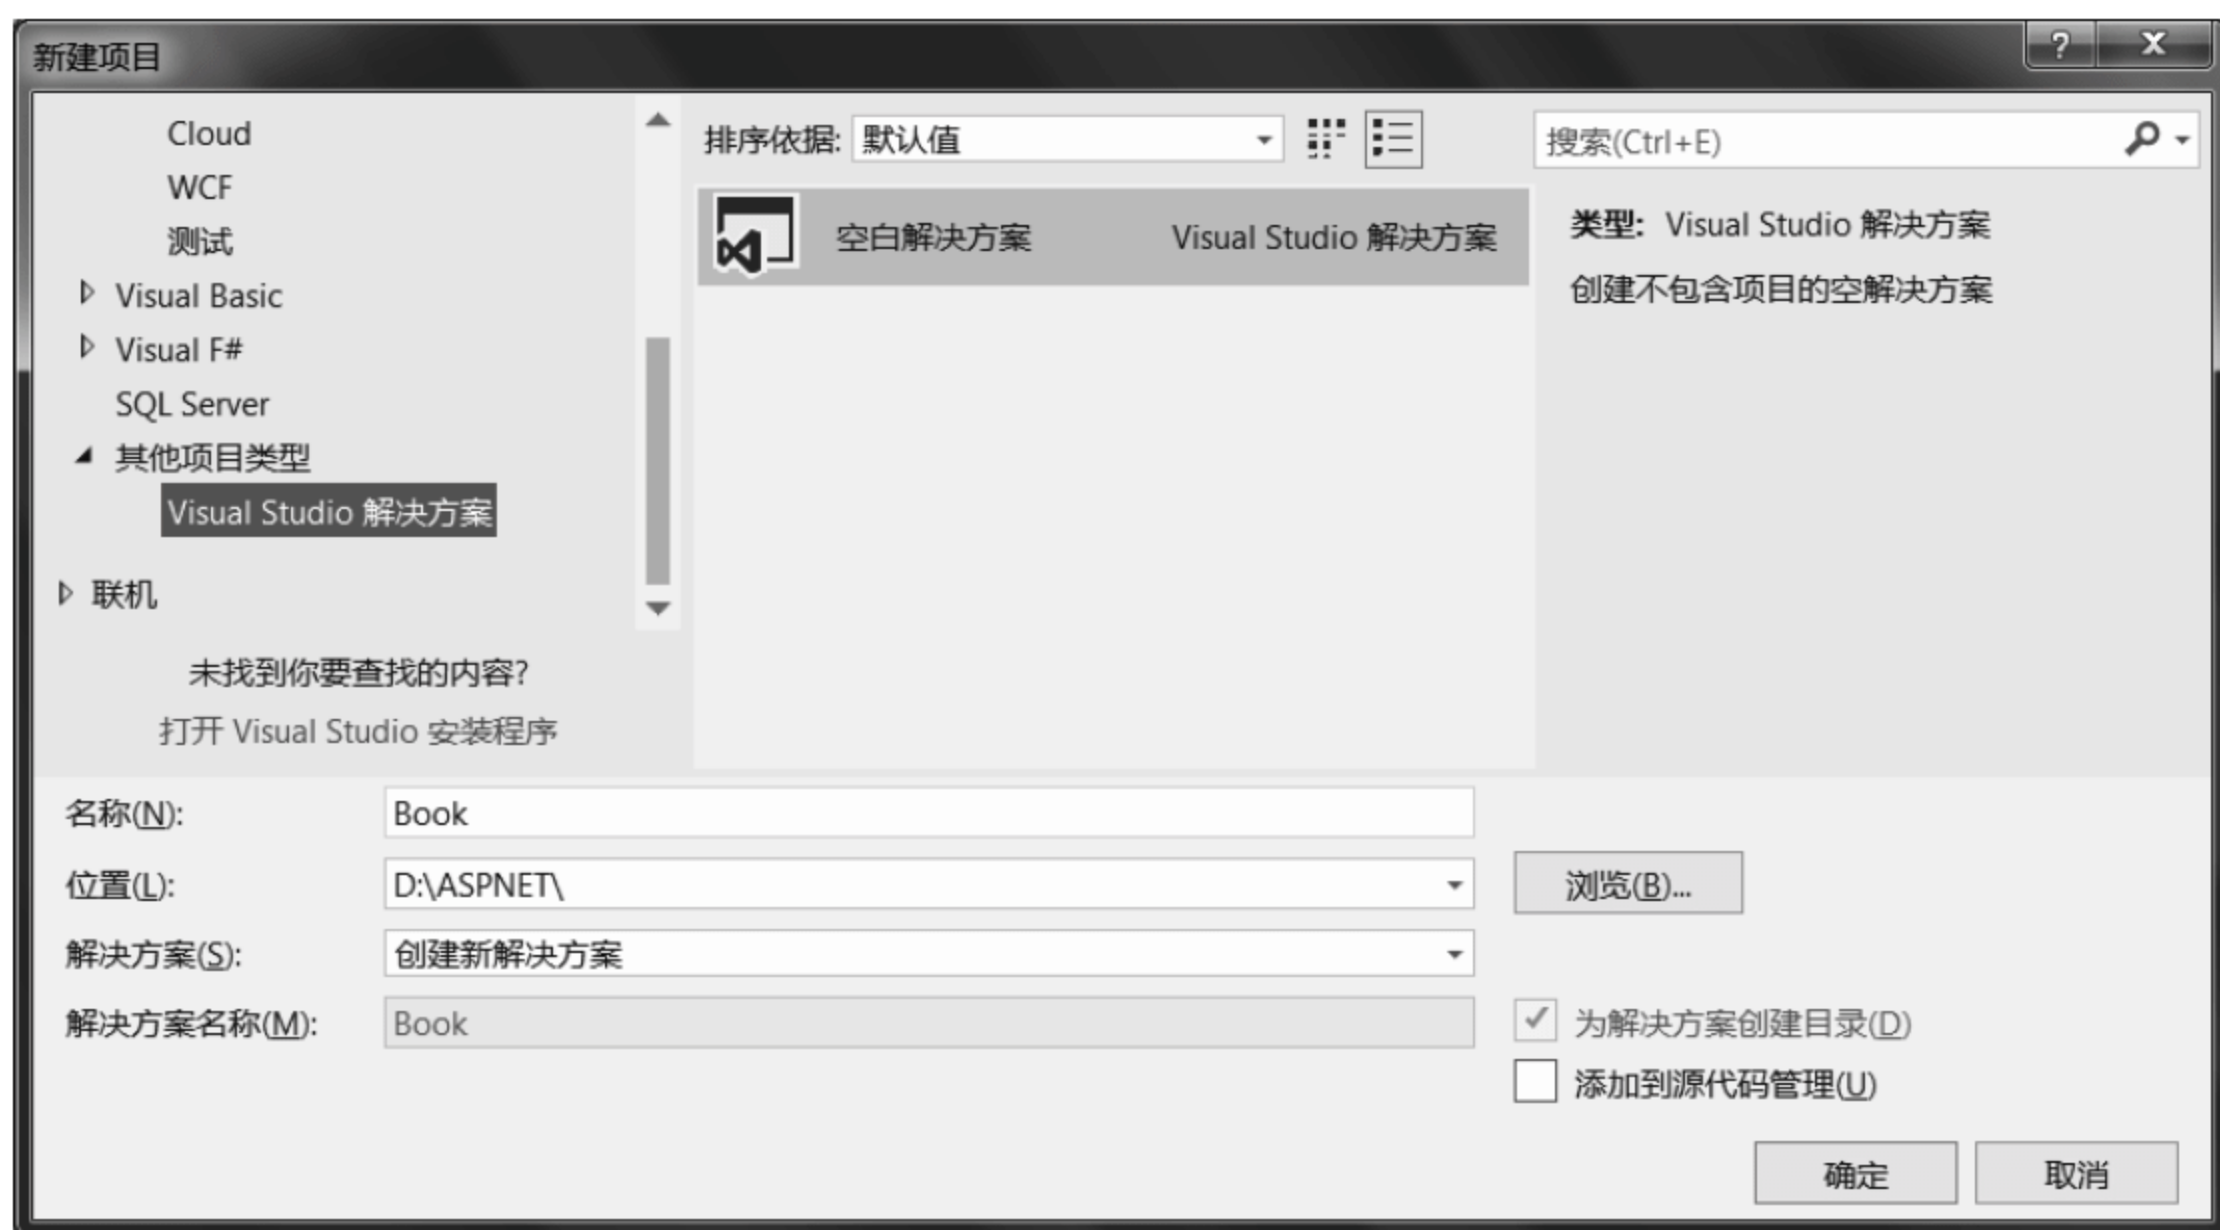 新建项目
Cloud
WCF
测试
Visual Basic
Visual F#
SQL Server
其他项目类型
Visual Studio 解决方案
联机
未找到你要查找的内容?
打开 Visual Studio 安装程序
排序依据: 默认值
空白解决方案 Visual Studio 解决方案
搜索(Ctrl+E)
类型: Visual Studio 解决方案
创建不包含项目的空解决方案
名称(N): Book
位置(L): D:\ASPNET\ 浏览(B)...
解决方案(S): 创建新解决方案
解决方案名称(M): Book 为解决方案创建目录(D)
添加到源代码管理(U)
确定 取消